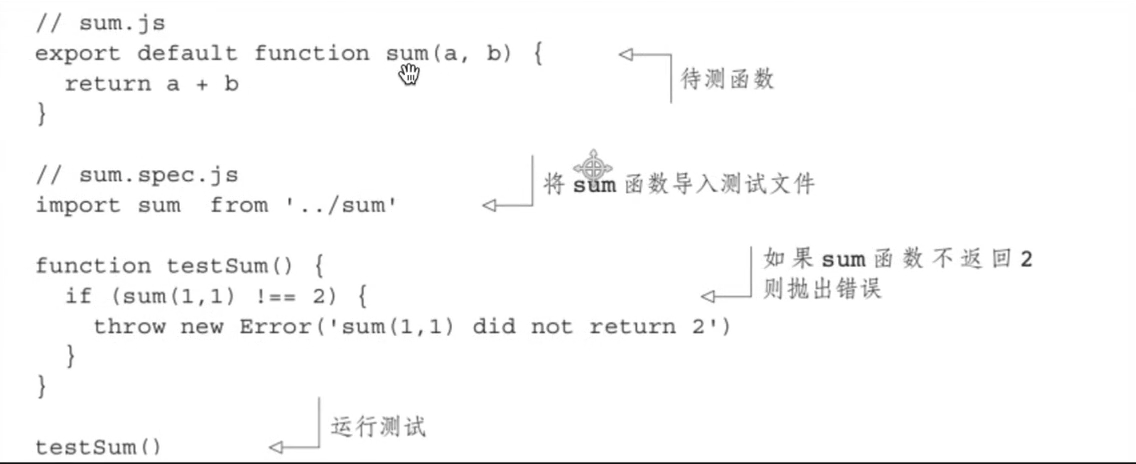 // sum.js
export default function sum(a, b) {
待测函数
  return a + b
}
// sum.spec.js
将 sum 函数导入测试文件
import sum  from '../sum'
function testSum() {
如果 sum 函数不返回 2
则抛出错误
  if (sum(1,1) !== 2) {
    throw new Error('sum(1,1) did not return 2')
  }
}
运行测试
testSum()